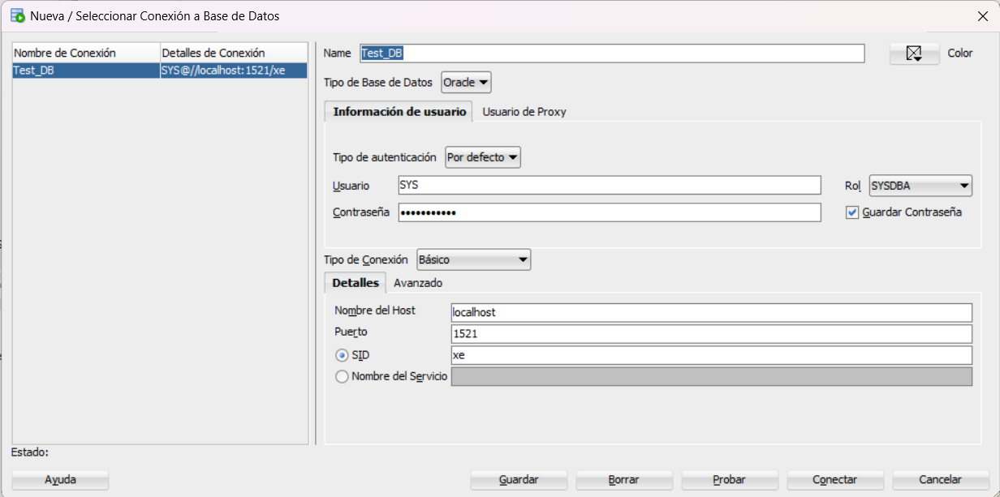 Nueva / Seleccionar Conexión a Base de Datos
Nombre de Conexión Detalles de Conexión
Test_DB SYS@//localhost:1521/xe
Name Test_DB Color
Tipo de Base de Datos Oracle
Información de usuario Usuario de Proxy
Tipo de autenticación Por defecto
Usuario SYS Rol SYSDBA
Contraseña ••••••••••• Guardar Contraseña
Tipo de Conexión Básico
Detalles Avanzado
Nombre del Host localhost
Puerto 1521
SID xe
Nombre del Servicio
Estado:
Ayuda Guardar Borrar Probar Conectar Cancelar